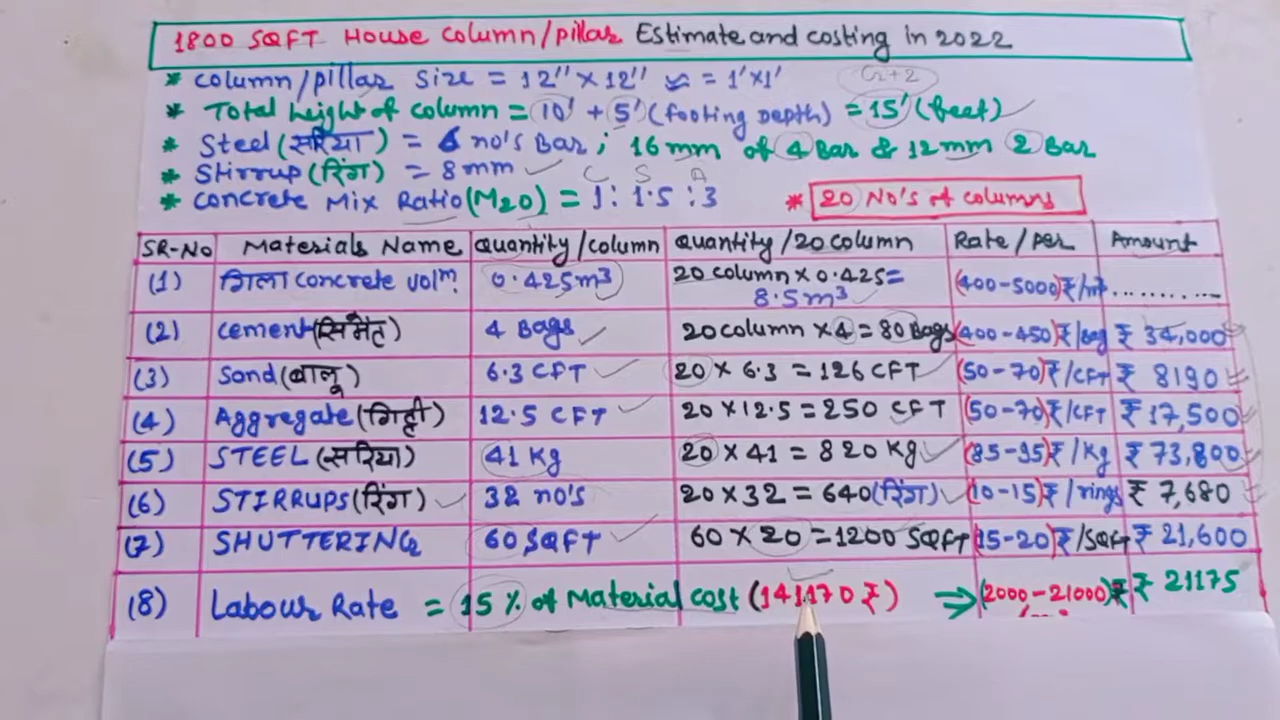 1800 SQFT House column/pillar Estimate and costing in 2022
* column/pillar Size = 12" × 12" ≈ = 1'×1' G+2
* Total height of column = 10' + 5' (footing Depth) = 15' (feet)
* Steel (सरिया) = 6 no's Bar; 16 mm of 4 Bar & 12mm 2 Bar
* Stirrup (रिंग) = 8 mm
C S A
* Concrete Mix Ratio (M20) = 1 : 1.5 : 3 * 20 No's of columns
SR-No Materials Name Quantity/column Quantity/20 column Rate/per Amount
(1) गिला concrete volm. 0.425m³ 20 column × 0.425= (400-5000)₹/m³ ............
8.5m³
(2) cement (सिमेंट) 4 Bags 20 column × 4 = 80 Bags (400-450)₹/bag ₹ 34,000
(3) Sand (बालू) 6.3 CFT 20 × 6.3 = 126 CFT (50-70)₹/CFT ₹ 8190
(4) Aggregate (गिट्टी) 12.5 CFT 20 × 12.5 = 250 CFT (50-70)₹/CFT ₹ 17,500
(5) STEEL (सरिया) 41 Kg 20 × 41 = 820 Kg (85-95)₹/Kg ₹ 73,800
(6) STIRRUPS (रिंग) 32 no's 20 × 32 = 640 (रिंग) (10-15)₹/rings ₹ 7,680
(7) SHUTTERING 60 SQFT 60 × 20 = 1200 SQFT (15-20)₹/SQFT ₹ 21,600
(8) Labour Rate = 15 % of Material cost (141170 ₹) → (2000-21000)₹ ₹ 21175